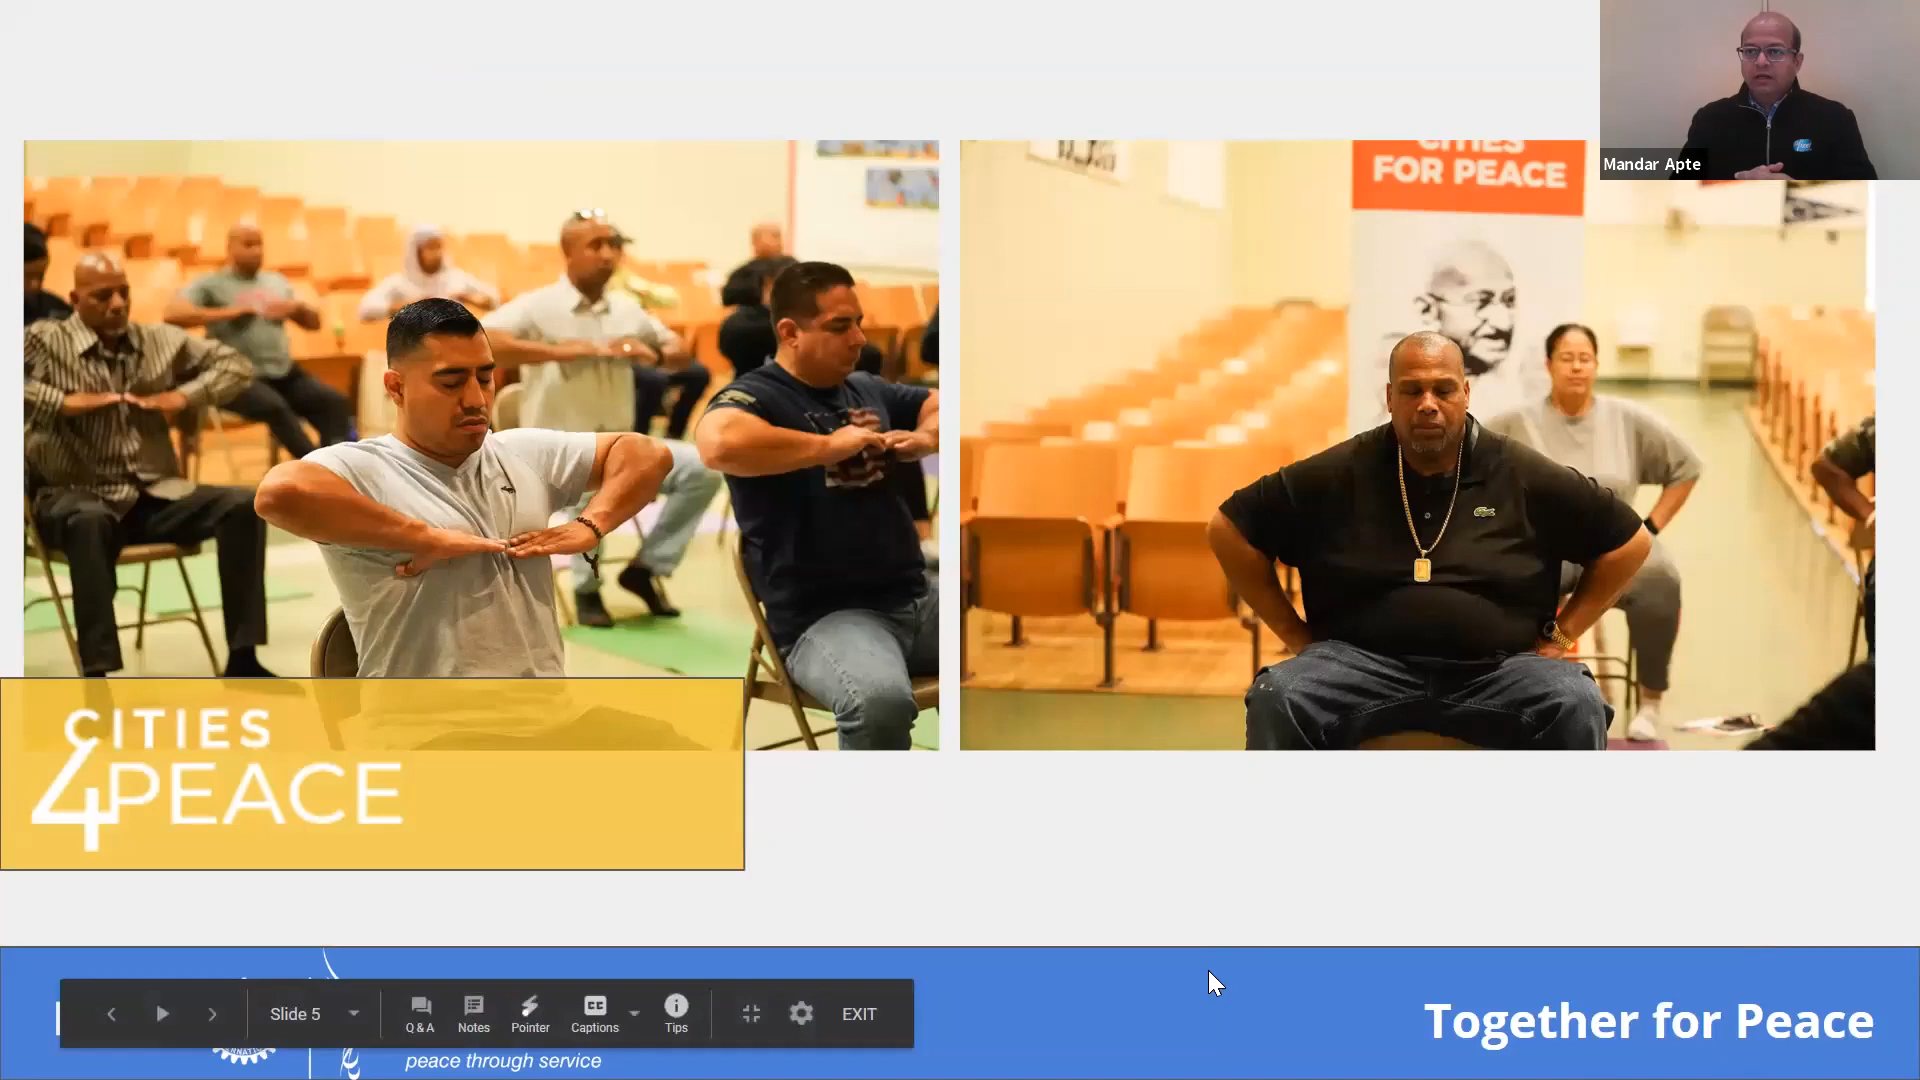 CITIES
FOR PEACE
Mandar Apte
CITIES
4PEACE
Slide 5
Q & A
Notes
Pointer
Captions
Tips
EXIT
peace through service
Together for Peace